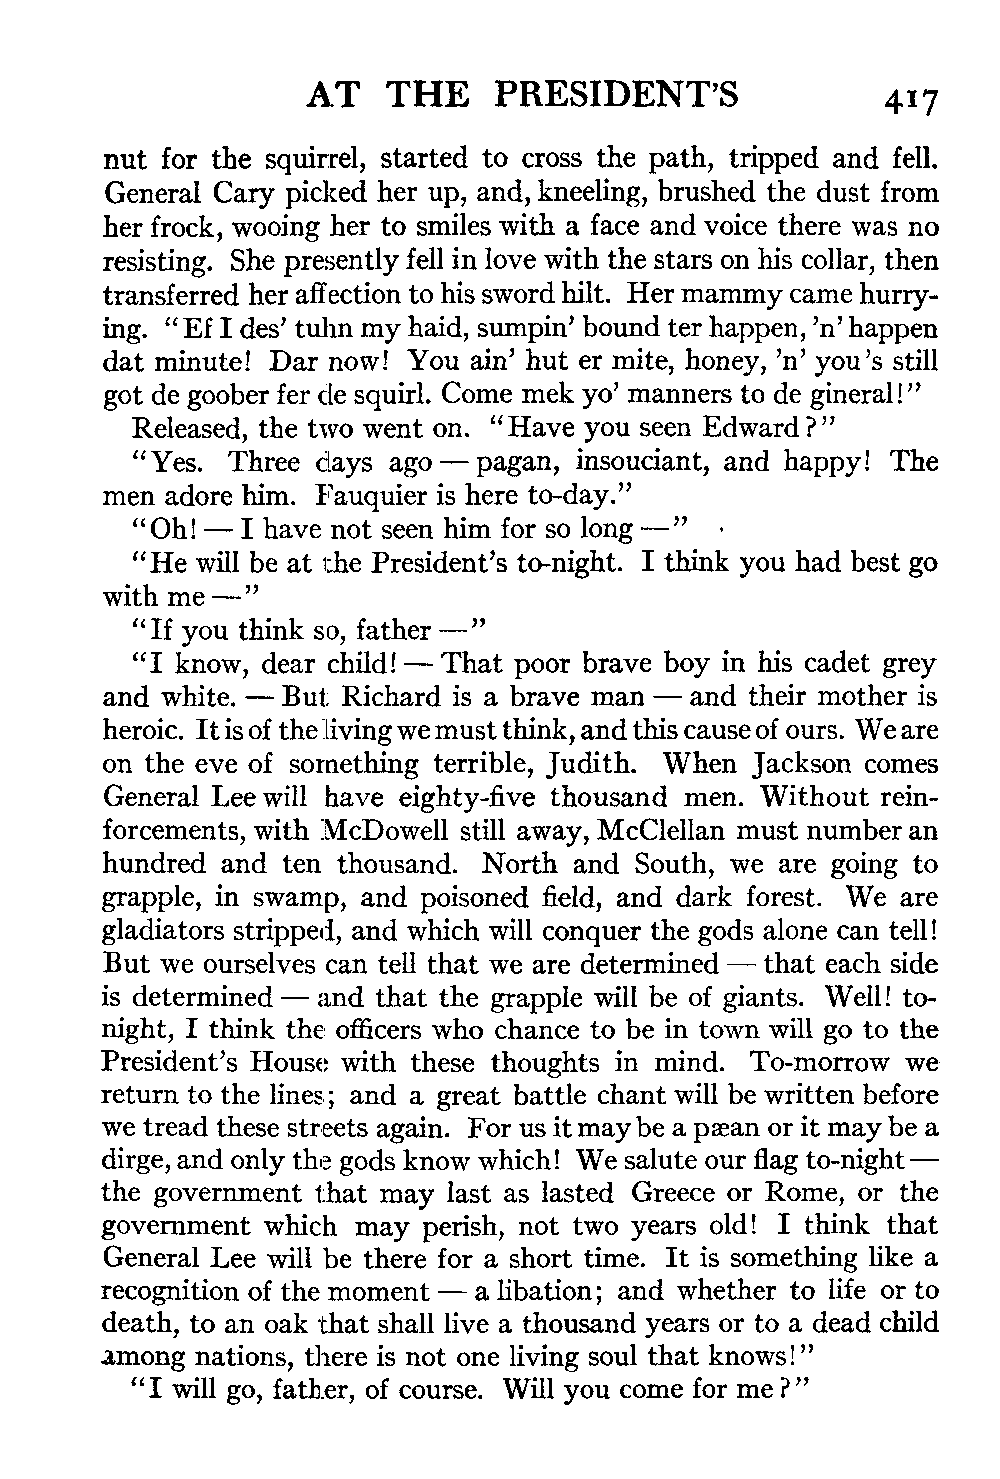 AT THE PRESIDENT'S 417
nut for the squirrel, started to cross the path, tripped and fell.
General Cary picked her up, and, kneeling, brushed the dust from
her frock, wooing her to smiles with a face and voice there was no
resisting. She presently fell in love with the stars on his collar, then
transferred her affection to his sword hilt. Her mammy came hurry-
ing. "Ef I des' tuhn my haid, sumpin' bound ter happen, 'n' happen
dat minute! Dar now! You ain' hut er mite, honey, 'n' you 's still
got de goober fer de squirl. Come mek yo' manners to de gineral!"
Released, the two went on. "Have you seen Edward?"
"Yes. Three days ago — pagan, insouciant, and happy! The
men adore him. Fauquier is here to-day."
"Oh! — I have not seen him for so long —"
"He will be at the President's to-night. I think you had best go
with me —"
"If you think so, father —"
"I know, dear child! — That poor brave boy in his cadet grey
and white. — But Richard is a brave man — and their mother is
heroic. It is of the living we must think, and this cause of ours. We are
on the eve of something terrible, Judith. When Jackson comes
General Lee will have eighty-five thousand men. Without rein-
forcements, with McDowell still away, McClellan must number an
hundred and ten thousand. North and South, we are going to
grapple, in swamp, and poisoned field, and dark forest. We are
gladiators stripped, and which will conquer the gods alone can tell!
But we ourselves can tell that we are determined — that each side
is determined — and that the grapple will be of giants. Well! to-
night, I think the officers who chance to be in town will go to the
President's House with these thoughts in mind. To-morrow we
return to the lines; and a great battle chant will be written before
we tread these streets again. For us it may be a pæan or it may be a
dirge, and only the gods know which! We salute our flag to-night —
the government that may last as lasted Greece or Rome, or the
government which may perish, not two years old! I think that
General Lee will be there for a short time. It is something like a
recognition of the moment — a libation; and whether to life or to
death, to an oak that shall live a thousand years or to a dead child
among nations, there is not one living soul that knows!"
"I will go, father, of course. Will you come for me?"